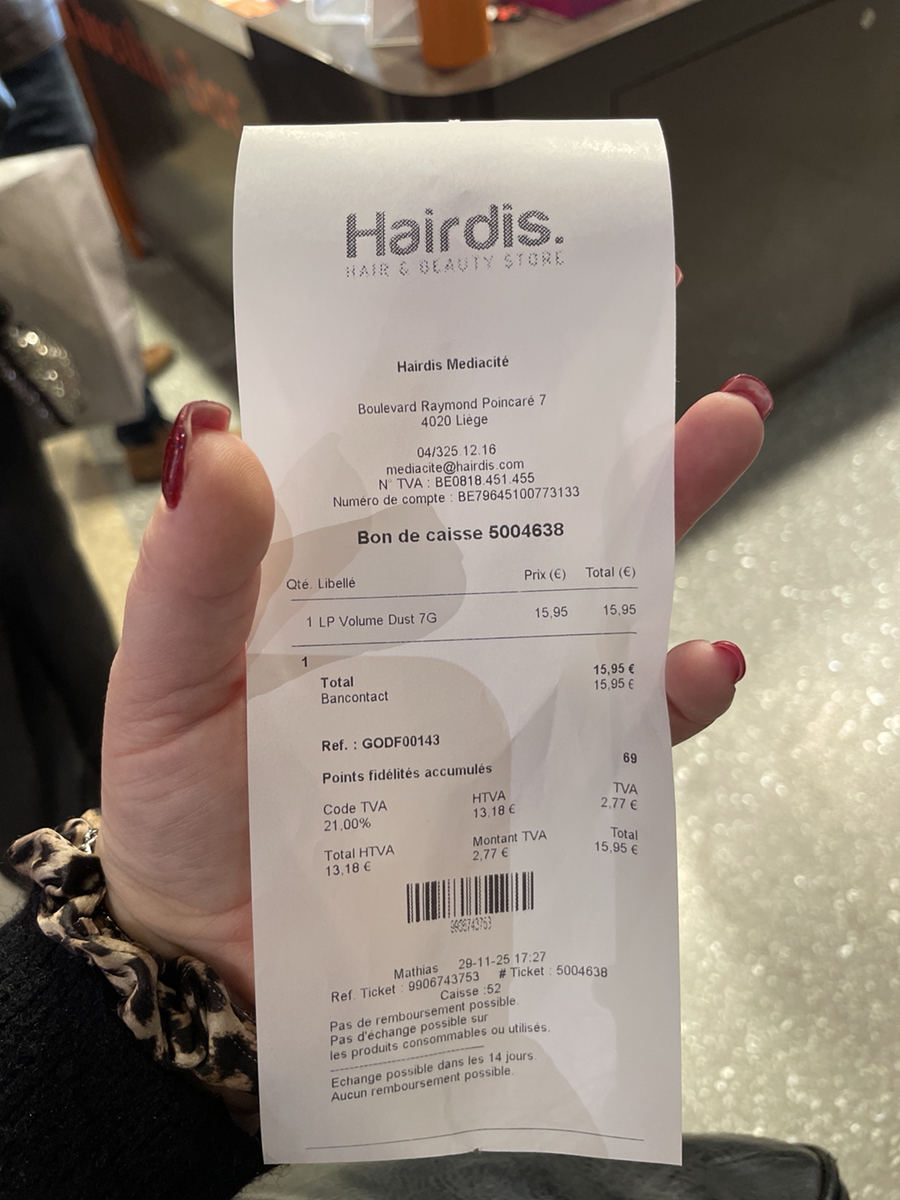 Hairdis.
HAIR & BEAUTY STORE
Hairdis Mediacité
Boulevard Raymond Poincaré 7
4020 Liège
04/325.12.16
mediacite@hairdis.com
N° TVA : BE0818.451.455
Numéro de compte : BE79645100773133
Bon de caisse 5004638
Qté. Libellé Prix (€) Total (€)
1 LP Volume Dust 7G 15,95 15,95
1
Total 15,95 €
Bancontact 15,95 €
Ref. : GODF00143
Points fidélités accumulés 69
Code TVA HTVA TVA
21,00% 13,18 € 2,77 €
Total HTVA Montant TVA Total
13,18 € 2,77 € 15,95 €
9906743753
Mathias 29-11-25 17:27
Ref. Ticket : 9906743753 # Ticket : 5004638
Caisse :52
Pas de remboursement possible.
Pas d'échange possible sur
les produits consommables ou utilisés.
Echange possible dans les 14 jours.
Aucun remboursement possible.